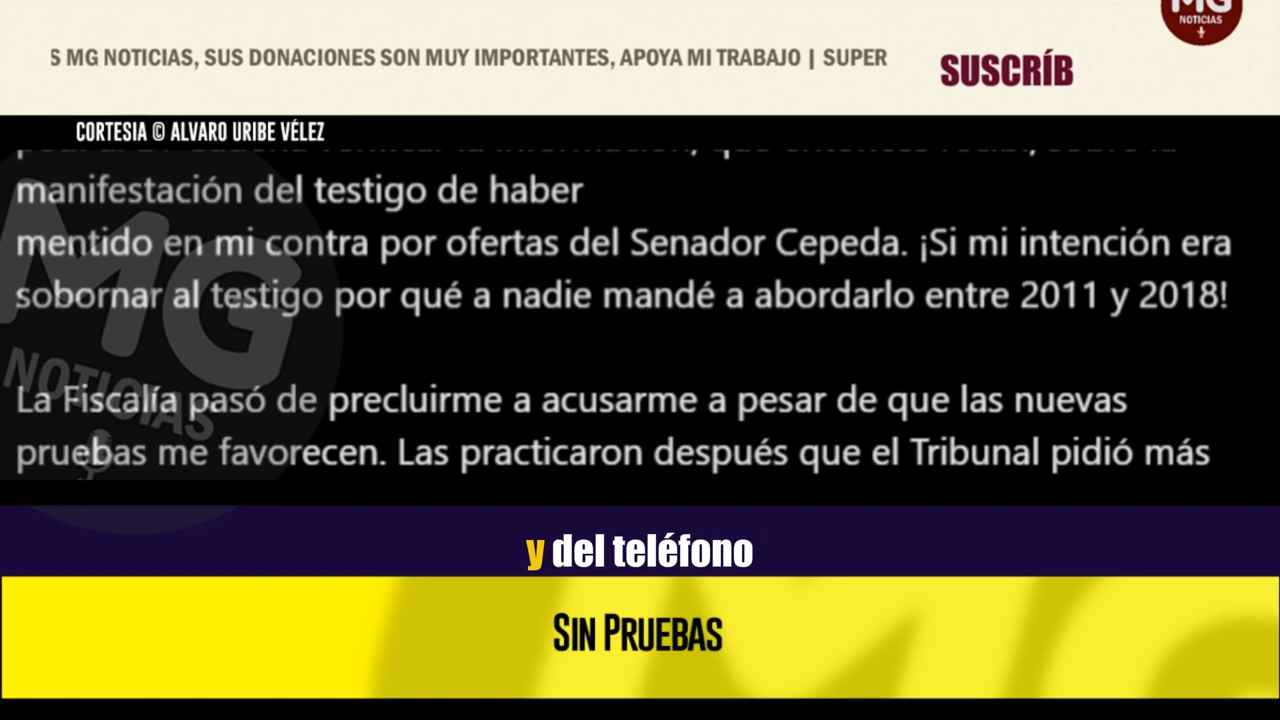 MG
NOTICIAS
S MG NOTICIAS, SUS DONACIONES SON MUY IMPORTANTES, APOYA MI TRABAJO | SUPER
SUSCRÍB
CORTESIA © ALVARO URIBE VÉLEZ
manifestación del testigo de haber
mentido en mi contra por ofertas del Senador Cepeda. ¡Si mi intención era
sobornar al testigo por qué a nadie mandé a abordarlo entre 2011 y 2018!
La Fiscalía pasó de precluirme a acusarme a pesar de que las nuevas
pruebas me favorecen. Las practicaron después que el Tribunal pidió más
MG
NOTICIAS
y del teléfono
SIN PRUEBAS